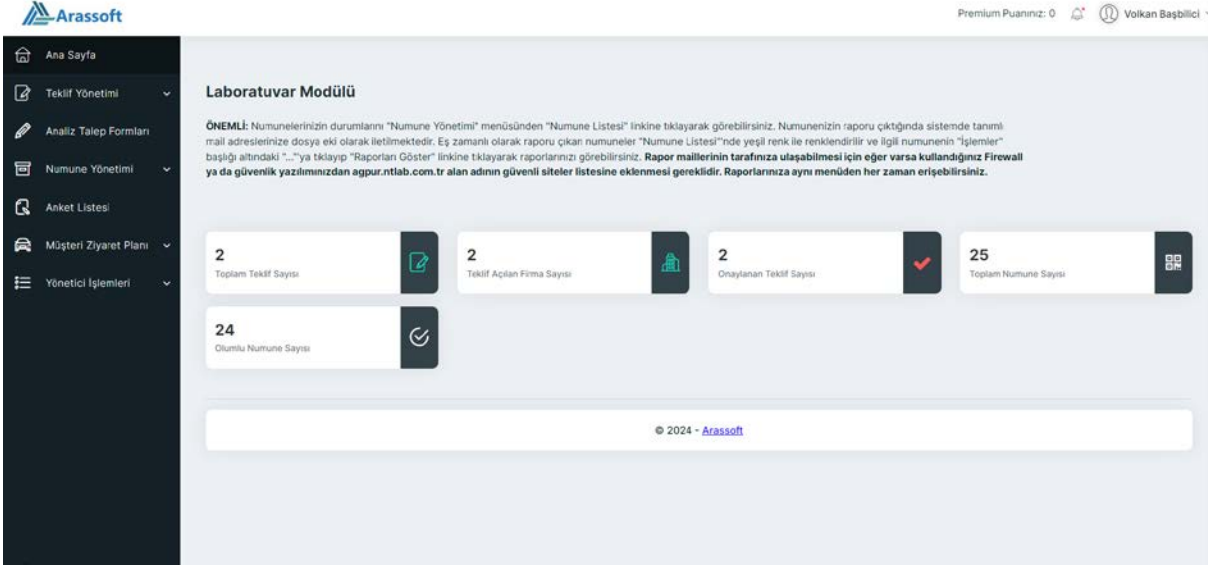 Arassoft
Premium Puanınız: 0
Volkan Başbilici
Ana Sayfa
Teklif Yönetimi
Analiz Talep Formları
Numune Yönetimi
Anket Listesi
Müşteri Ziyaret Planı
Yönetici İşlemleri
Laboratuvar Modülü
ÖNEMLİ: Numunelerinizin durumlarını "Numune Yönetimi" menüsünden "Numune Listesi" linkine tıklayarak görebilirsiniz. Numunenizin raporu çıktığında sistemde tanımlı
mail adreslerinize dosya eki olarak iletilmektedir. Eş zamanlı olarak raporu çıkan numuneler "Numune Listesi"'nde yeşil renk ile renklendirilir ve ilgili numunenin "İşlemler"
başlığı altındaki "..."'ya tıklayıp "Raporları Göster" linkine tıklayarak raporlarınızı görebilirsiniz. Rapor maillerinin tarafınıza ulaşabilmesi için eğer varsa kullandığınız Firewall
ya da güvenlik yazılımınızdan agpur.ntlab.com.tr alan adının güvenli siteler listesine eklenmesi gereklidir. Raporlarınıza aynı menüden her zaman erişebilirsiniz.
2
Toplam Teklif Sayısı
2
Teklif Açılan Firma Sayısı
2
Onaylanan Teklif Sayısı
25
Toplam Numune Sayısı
24
Olumlu Numune Sayısı
© 2024 - Arassoft